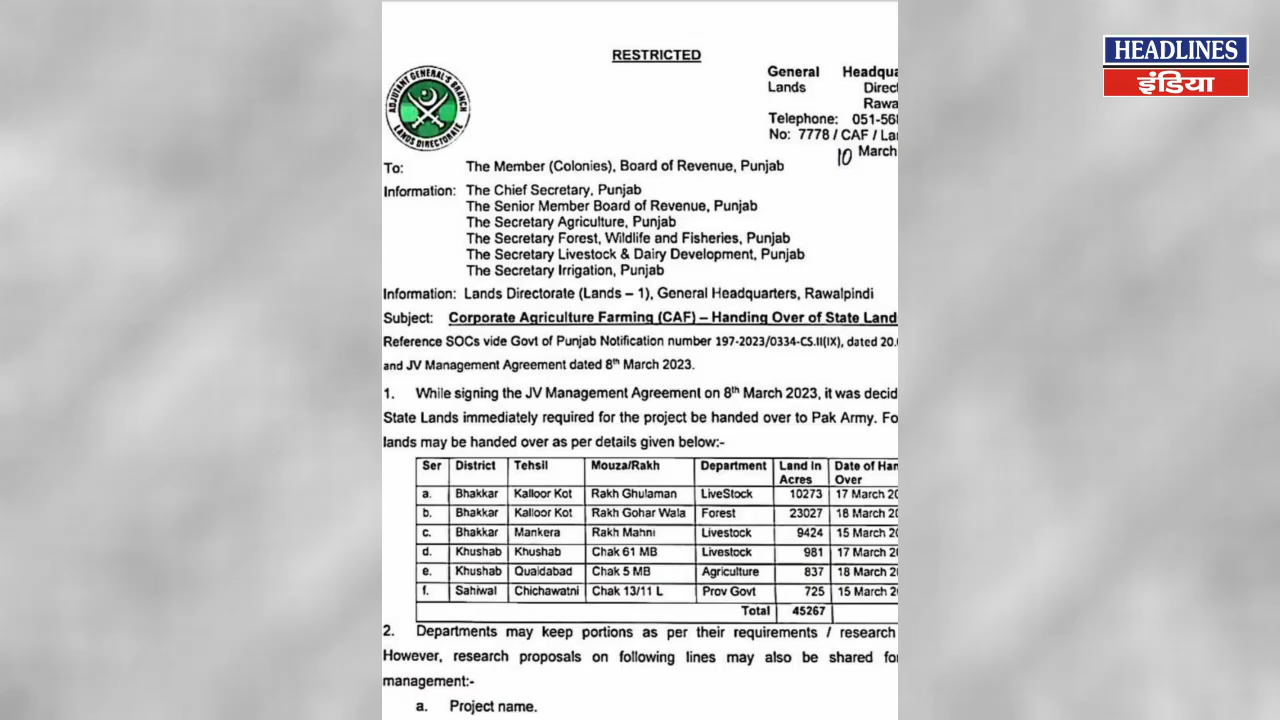 HEADLINES
इंडिया
RESTRICTED
ADJUTANT GENERAL'S BRANCH
LANDS DIRECTORATE
General Headqua
Lands Direc
Rawa
Telephone: 051-56
No: 7778 / CAF / La
10 March
To: The Member (Colonies), Board of Revenue, Punjab
Information: The Chief Secretary, Punjab
The Senior Member Board of Revenue, Punjab
The Secretary Agriculture, Punjab
The Secretary Forest, Wildlife and Fisheries, Punjab
The Secretary Livestock & Dairy Development, Punjab
The Secretary Irrigation, Punjab
Information: Lands Directorate (Lands – 1), General Headquarters, Rawalpindi
Subject: Corporate Agriculture Farming (CAF) – Handing Over of State Land
Reference SOCs vide Govt of Punjab Notification number 197-2023/0334-CS.II(IX), dated 20.
and JV Management Agreement dated 8th March 2023.
1. While signing the JV Management Agreement on 8th March 2023, it was decid
State Lands immediately required for the project be handed over to Pak Army. Fo
lands may be handed over as per details given below:-
Ser District Tehsil Mouza/Rakh Department Land in Acres Date of Han Over
a. Bhakkar Kalloor Kot Rakh Ghulaman LiveStock 10273 17 March 20
b. Bhakkar Kalloor Kot Rakh Gohar Wala Forest 23027 18 March 20
c. Bhakkar Mankera Rakh Mahni Livestock 9424 15 March 20
d. Khushab Khushab Chak 61 MB Livestock 981 17 March 20
e. Khushab Quaidabad Chak 5 MB Agriculture 837 18 March 2
f. Sahiwal Chichawatni Chak 13/11 L Prov Govt 725 15 March 2
Total 45267
2. Departments may keep portions as per their requirements / research
However, research proposals on following lines may also be shared fo
management:-
a. Project name.